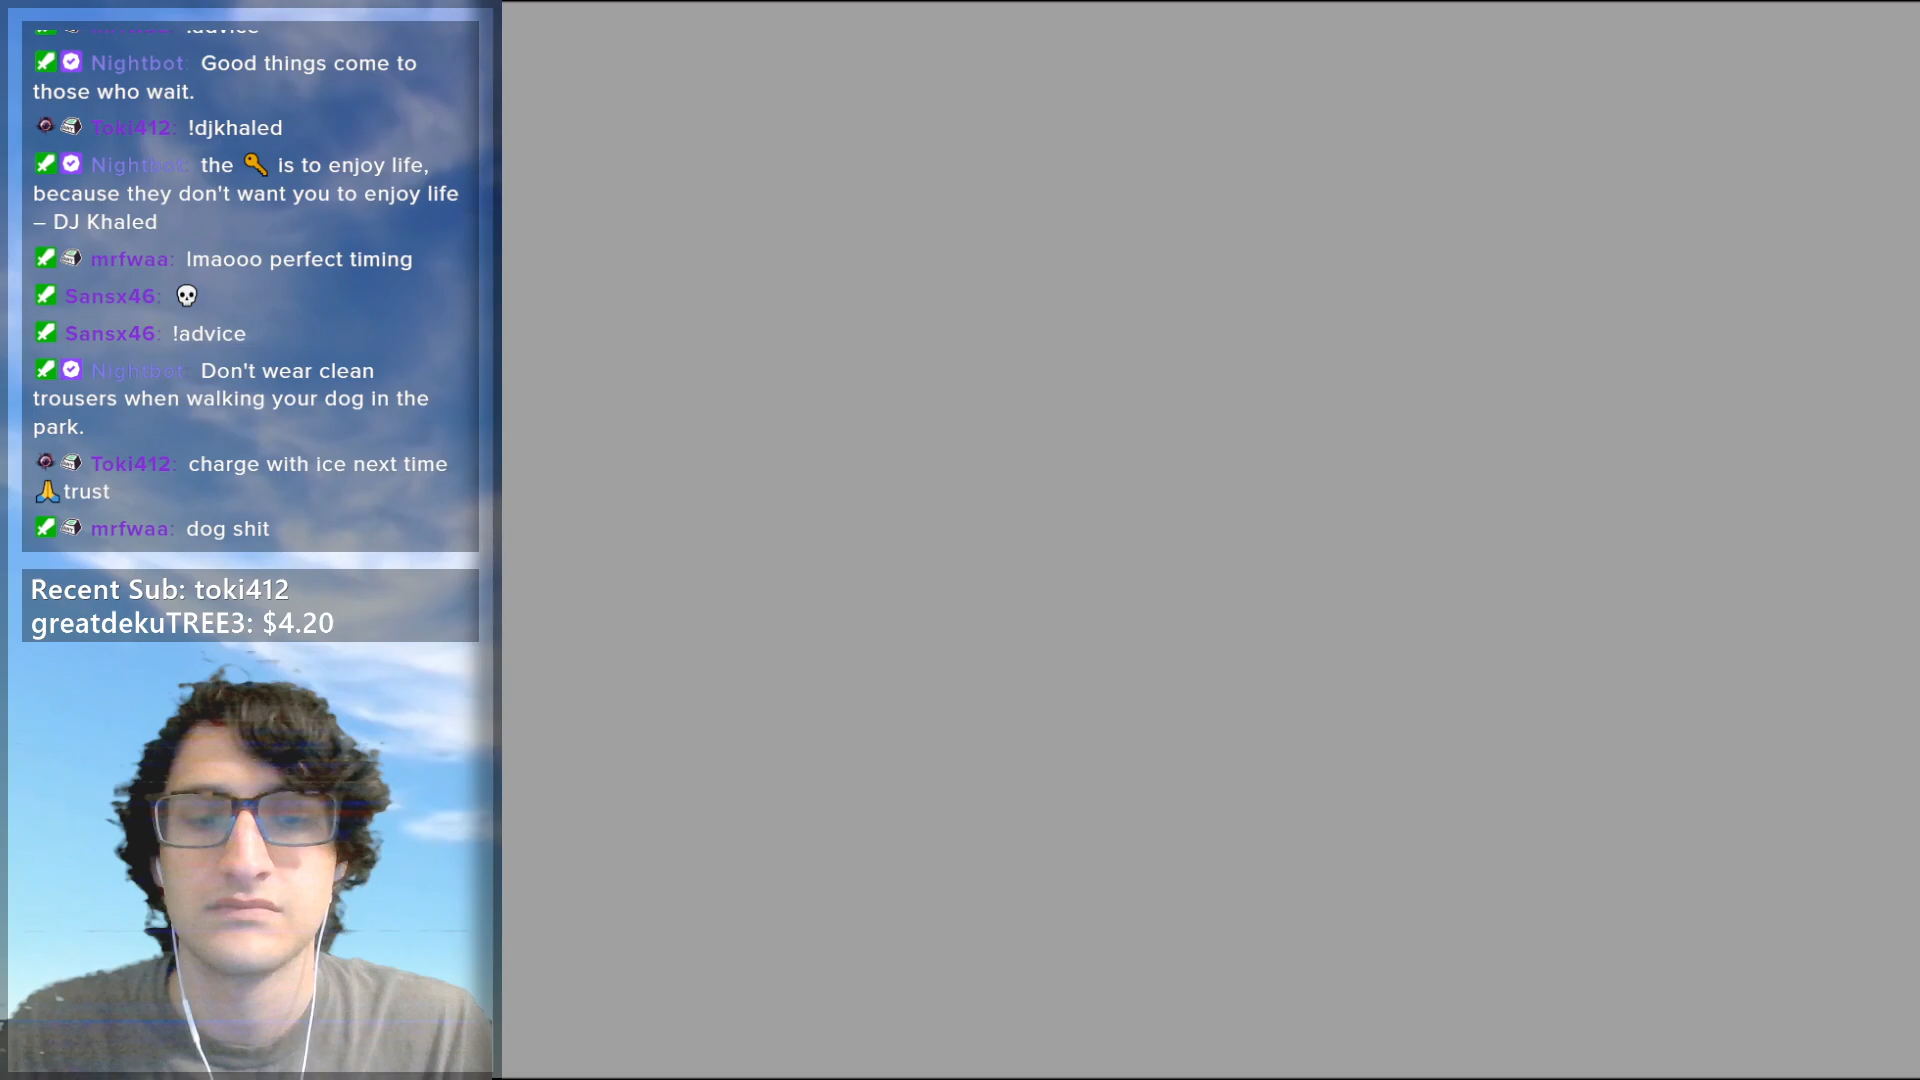 !advice
Nightbot: Good things come to
those who wait.
Toki412: !djkhaled
Nightbot: the 🔑 is to enjoy life,
because they don't want you to enjoy life
– DJ Khaled
mrfwaa: lmaooo perfect timing
Sansx46: 💀
Sansx46: !advice
Nightbot: Don't wear clean
trousers when walking your dog in the
park.
Toki412: charge with ice next time
🙏trust
mrfwaa: dog shit
Recent Sub: toki412
greatdekuTREE3: $4.20